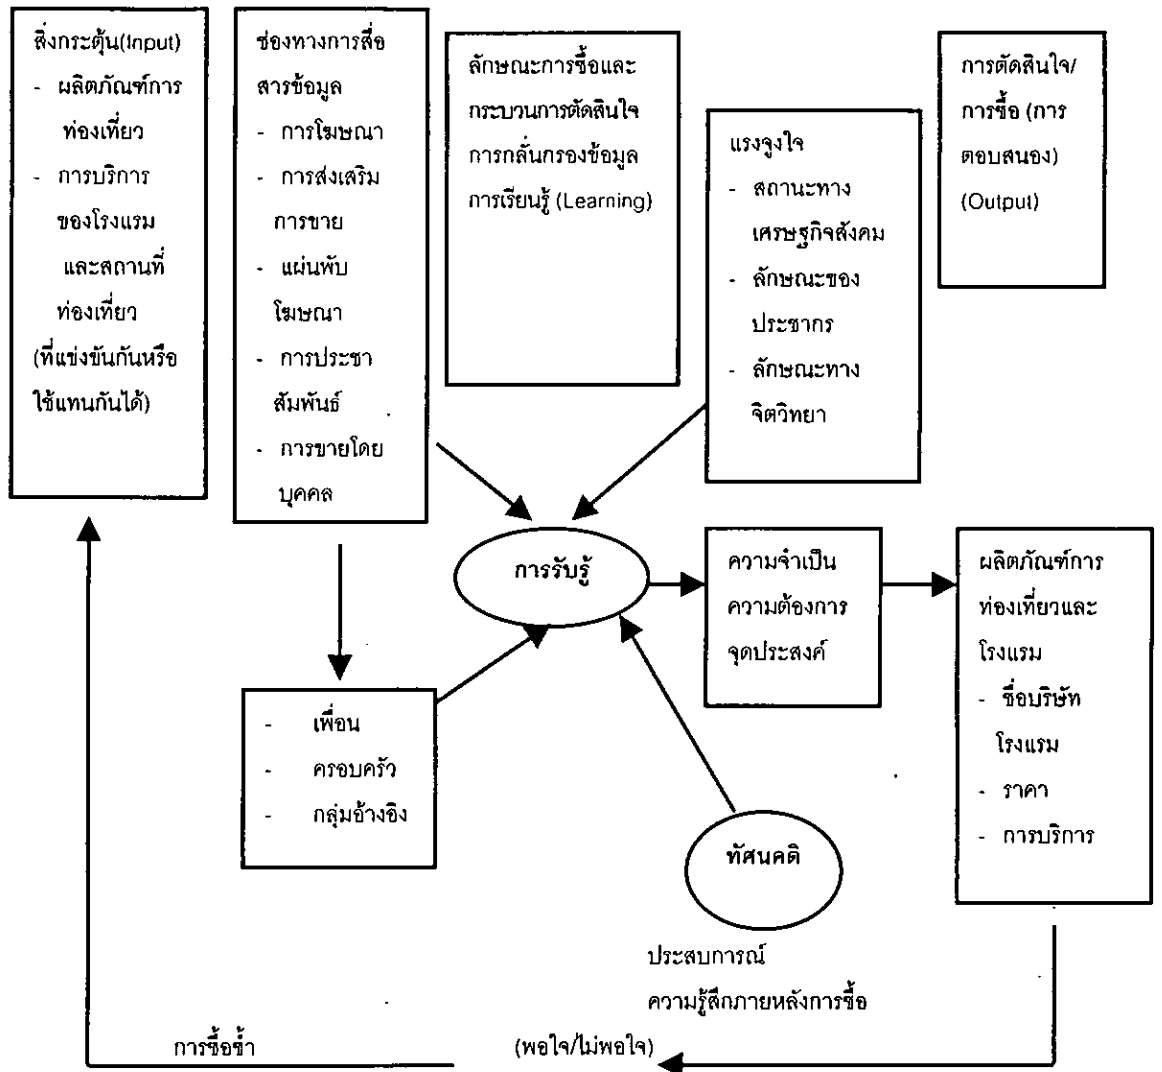 สิ่งกระตุ้น(Input)
- ผลิตภัณฑ์การ
ท่องเที่ยว
- การบริการ
ของโรงแรม
และสถานที่
ท่องเที่ยว
(ที่แข่งขันกันหรือ
ใช้แทนกันได้)
ช่องทางการสื่อ
สารข้อมูล
- การโฆษณา
- การส่งเสริม
การขาย
- แผ่นพับ
โฆษณา
- การประชา
สัมพันธ์
- การขายโดย
บุคคล
ลักษณะการซื้อและ
กระบวนการตัดสินใจ
การกลั่นกรองข้อมูล
การเรียนรู้ (Learning)
แรงจูงใจ
- สถานะทาง
เศรษฐกิจสังคม
- ลักษณะของ
ประชากร
- ลักษณะทาง
จิตวิทยา
การตัดสินใจ/
การซื้อ (การ
ตอบสนอง)
(Output)
การรับรู้
ความจำเป็น
ความต้องการ
จุดประสงค์
ผลิตภัณฑ์การ
ท่องเที่ยวและ
โรงแรม
- ชื่อบริษัท
โรงแรม
- ราคา
- การบริการ
- เพื่อน
- ครอบครัว
- กลุ่มอ้างอิง
ทัศนคติ
ประสบการณ์
ความรู้สึกภายหลังการซื้อ
การซื้อซ้ำ
(พอใจ/ไม่พอใจ)